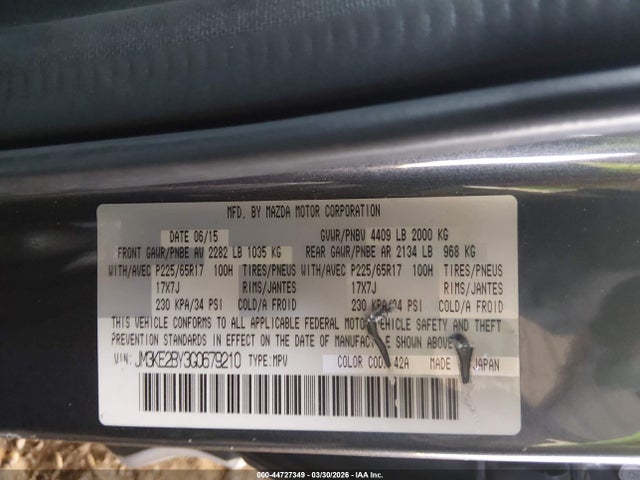 MFD. BY MAZDA MOTOR CORPORATION
DATE 06/15 GVWR/PNBV 4409 LB 2000 KG
FRONT GAWR/PNBE AV 2282 LB 1035 KG REAR GAWR/PNBE AR 2134 LB 968 KG
WITH/AVEC P225/65R17 100H TIRES/PNEUS WITH/AVEC P225/65R17 100H TIRES/PNEUS
17X7J RIMS/JANTES 17X7J RIMS/JANTES
230 KPA/34 PSI COLD/A FROID 230 KPA/34 PSI COLD/A FROID
THIS VEHICLE CONFORMS TO ALL APPLICABLE FEDERAL MOTOR VEHICLE SAFETY AND THEFT
PREVENTION STANDARDS IN EFFECT ON THE DATE OF MANUFACTURE SHOWN ABOVE.
VIN: JM3KE2BY3G0679210 TYPE: MPV COLOR CODE: 42A MADE IN JAPAN
000-44727349 - 03/30/2026 - IAA Inc.